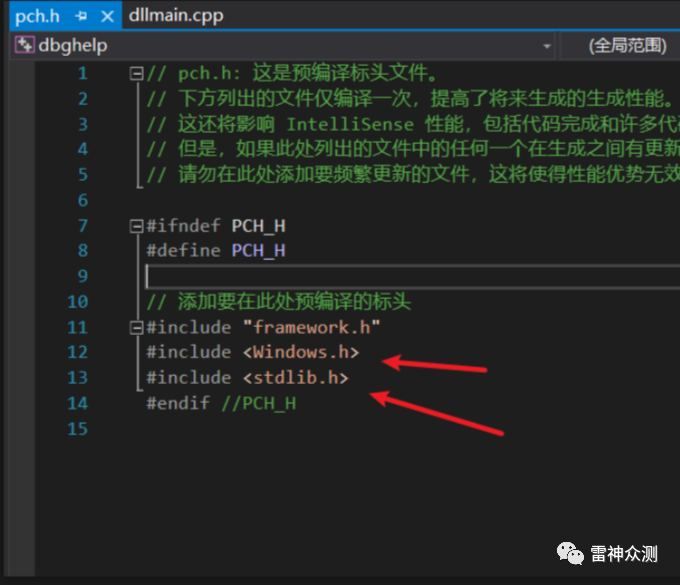 pch.h dllmain.cpp
dbghelp (全局范围)
1 // pch.h: 这是预编译标头文件。
2 // 下方列出的文件仅编译一次，提高了将来生成的生成性能。
3 // 这还将影响 IntelliSense 性能，包括代码完成和许多代
4 // 但是，如果此处列出的文件中的任何一个在生成之间有更新
5 // 请勿在此处添加要频繁更新的文件，这将使得性能优势无效
6
7 #ifndef PCH_H
8 #define PCH_H
9
10 // 添加要在此处预编译的标头
11 #include "framework.h"
12 #include <Windows.h>
13 #include <stdlib.h>
14 #endif //PCH_H
15
雷神众测